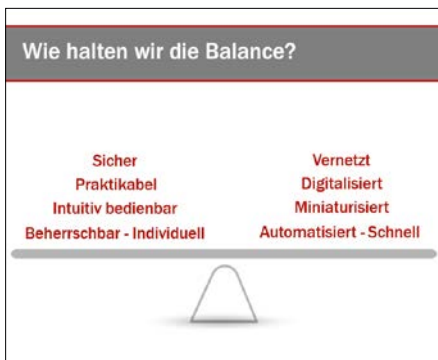 Wie halten wir die Balance?
Sicher
Praktikabel
Intuitiv bedienbar
Beherrschbar - Individuell
Vernetzt
Digitalisiert
Miniaturisiert
Automatisiert - Schnell